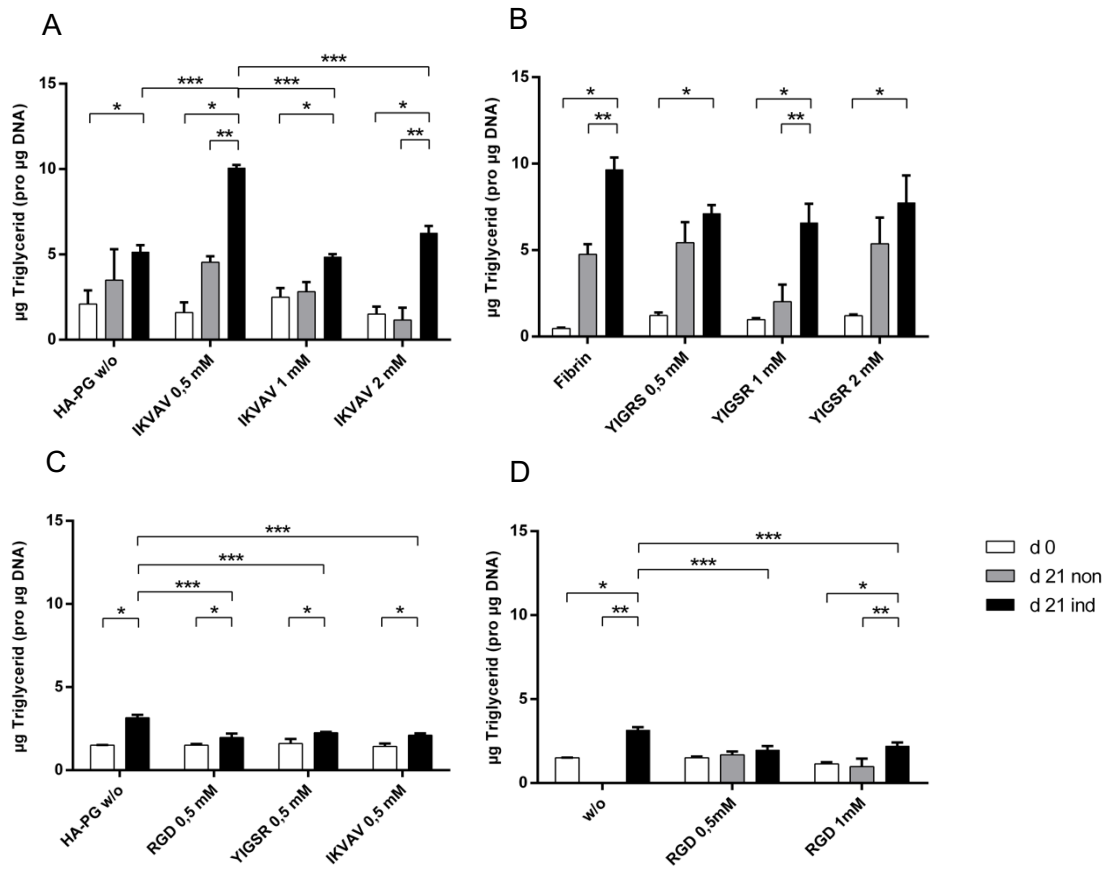 A
***
***
***
*
*
*
*
**
**
15
10
5
0
µg Triglycerid (pro µg DNA)
HA-PG w/o
IKVAV 0,5 mM
IKVAV 1 mM
IKVAV 2 mM
B
*
*
*
*
**
**
15
10
5
0
µg Triglycerid (pro µg DNA)
Fibrin
YIGRS 0,5 mM
YIGSR 1 mM
YIGSR 2 mM
C
***
***
***
*
*
*
*
15
10
5
0
µg Triglycerid (pro µg DNA)
HA-PG w/o
RGD 0,5 mM
YIGSR 0,5 mM
IKVAV 0,5 mM
D
***
***
*
*
**
**
15
10
5
0
µg Triglycerid (pro µg DNA)
w/o
RGD 0,5mM
RGD 1mM
d 0
d 21 non
d 21 ind